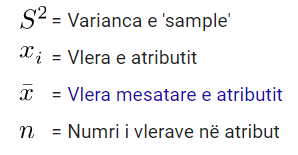 S² = Varianca e 'sample'
xᵢ = Vlera e atributit
x̄ = Vlera mesatare e atributit
n = Numri i vlerave në atribut